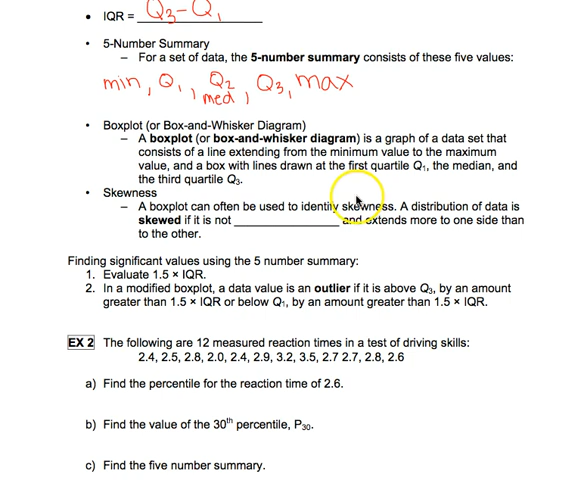 • IQR = Q3 - Q1
• 5-Number Summary
– For a set of data, the 5-number summary consists of these five values:
min, Q1, Q2, Q3, max
med
• Boxplot (or Box-and-Whisker Diagram)
– A boxplot (or box-and-whisker diagram) is a graph of a data set that
consists of a line extending from the minimum value to the maximum
value, and a box with lines drawn at the first quartile Q1, the median, and
the third quartile Q3.
• Skewness
– A boxplot can often be used to identify skewness. A distribution of data is
skewed if it is not ________________ and extends more to one side than
to the other.
Finding significant values using the 5 number summary:
1. Evaluate 1.5 × IQR.
2. In a modified boxplot, a data value is an outlier if it is above Q3, by an amount
greater than 1.5 × IQR or below Q1, by an amount greater than 1.5 × IQR.
EX 2 The following are 12 measured reaction times in a test of driving skills:
2.4, 2.5, 2.8, 2.0, 2.4, 2.9, 3.2, 3.5, 2.7 2.7, 2.8, 2.6
a) Find the percentile for the reaction time of 2.6.
b) Find the value of the 30th percentile, P30.
c) Find the five number summary.